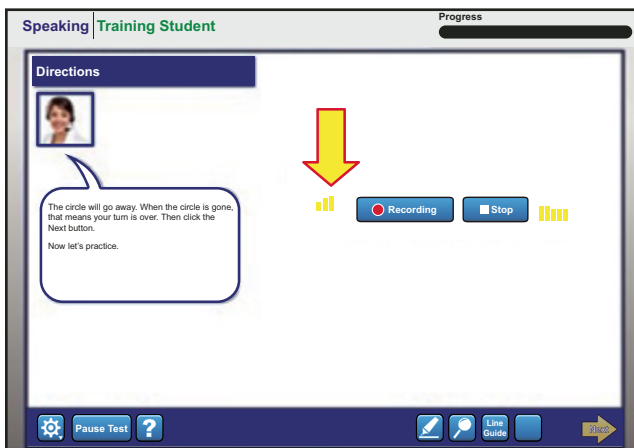 Speaking Training Student
Progress
Directions
The circle will go away. When the circle is gone,
that means your turn is over. Then click the
Next button.
Now let's practice.
Recording
Stop
Pause Test
?
Line
Guide
Next